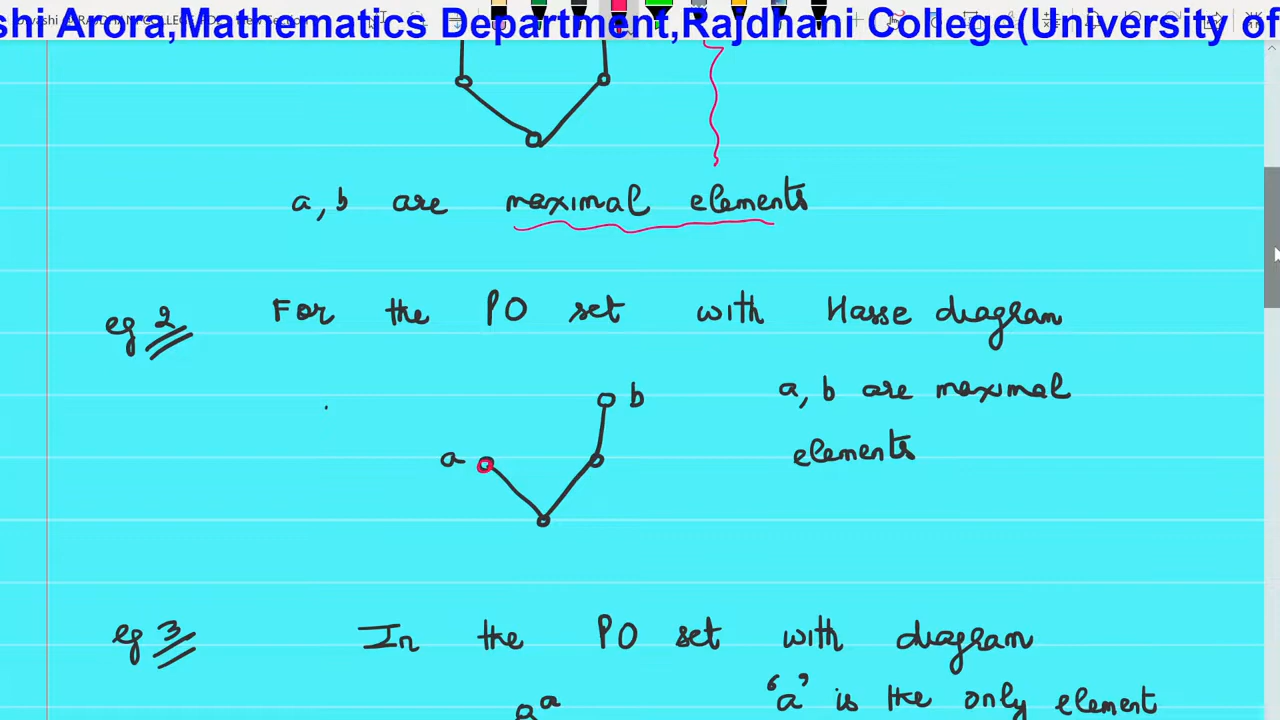 shi Arora,Mathematics Department,Rajdhani College(University of
a, b are maximal elements
eg 2 For the PO set with Hasse diagram
b
a, b are maximal
a
elements
eg 3 In the PO set with diagram
a
'a' is the only element